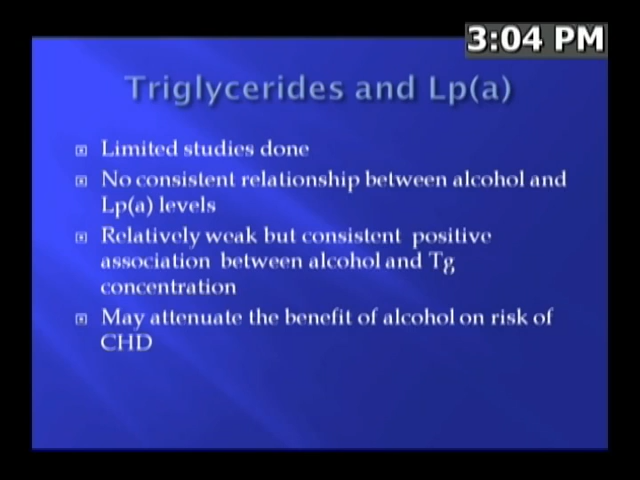 3:04 PM
Triglycerides and Lp(a)
Limited studies done
No consistent relationship between alcohol and
Lp(a) levels
Relatively weak but consistent positive
association between alcohol and Tg
concentration
May attenuate the benefit of alcohol on risk of
CHD